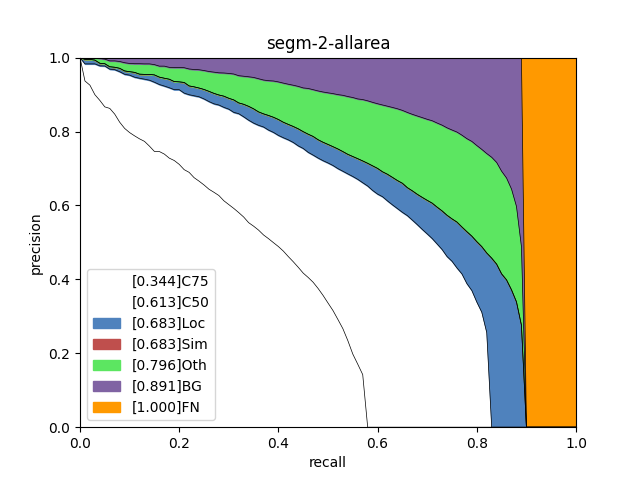 segm-2-allarea
precision
1.0
0.8
0.6
0.4
0.2
0.0
[0.344]C75
[0.613]C50
[0.683]Loc
[0.683]Sim
[0.796]Oth
[0.891]BG
[1.000]FN
0.0 0.2 0.4 0.6 0.8 1.0
recall